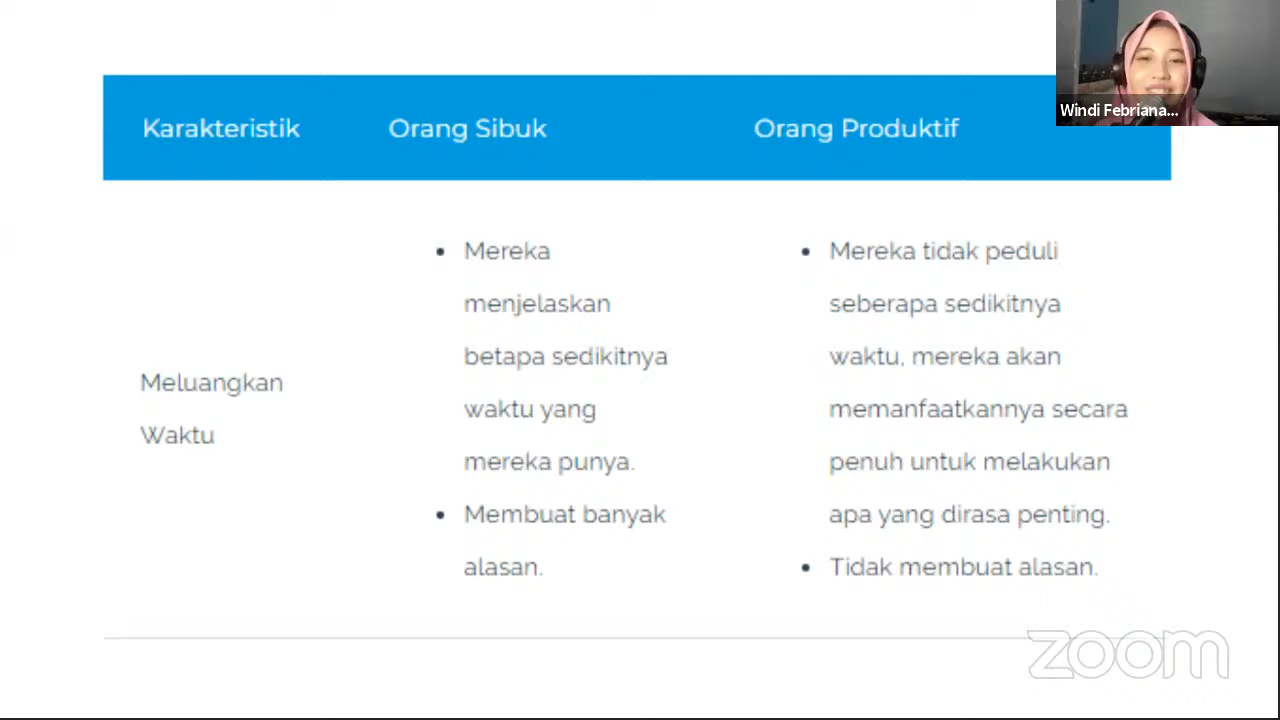 Windi Febriana...
Karakteristik Orang Sibuk Orang Produktif
Meluangkan
Waktu
Mereka
menjelaskan
betapa sedikitnya
waktu yang
mereka punya.
Membuat banyak
alasan.
Mereka tidak peduli
seberapa sedikitnya
waktu, mereka akan
memanfaatkannya secara
penuh untuk melakukan
apa yang dirasa penting.
Tidak membuat alasan.
zoom